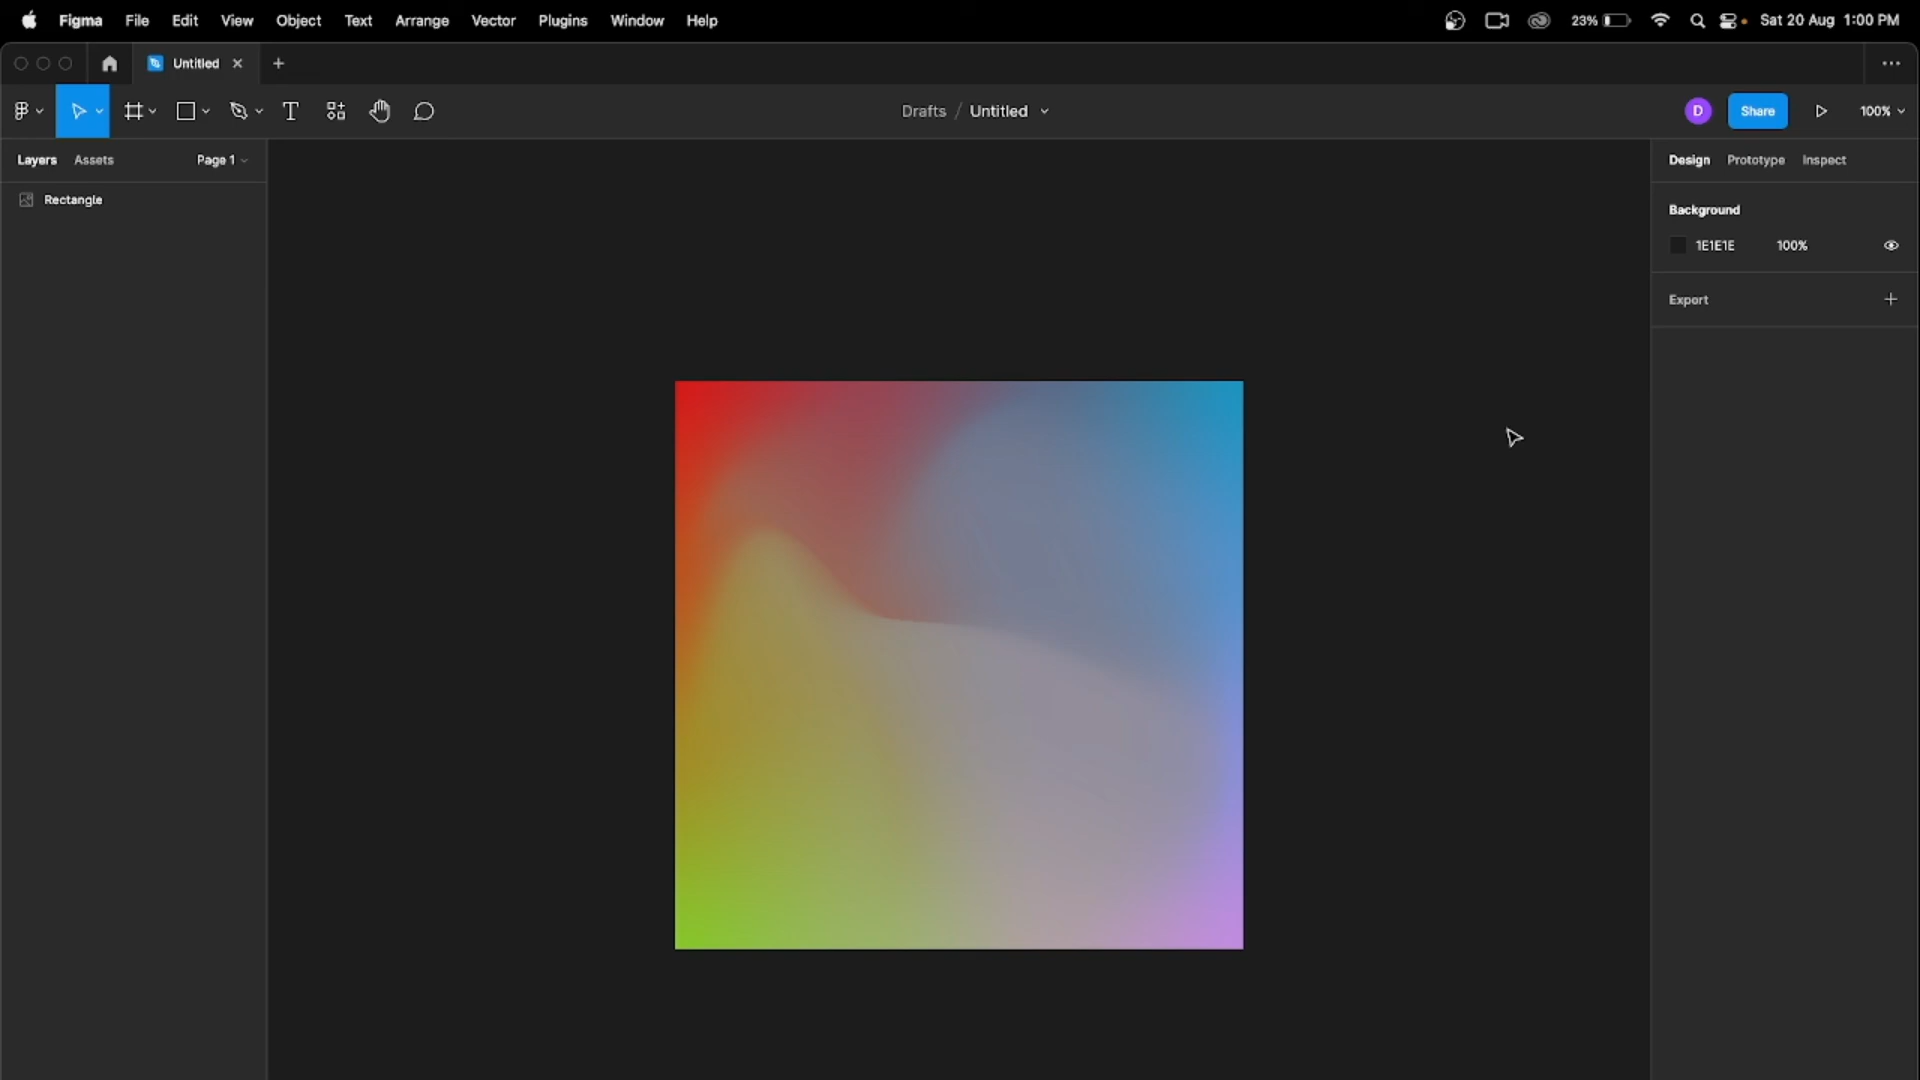 Figma File Edit View Object Text Arrange Vector Plugins Window Help 23% Sat 20 Aug 1:00 PM
Untitled
Drafts / Untitled D Share 100%
Layers Assets Page 1 Design Prototype Inspect
Rectangle
Background
1E1E1E 100%
Export